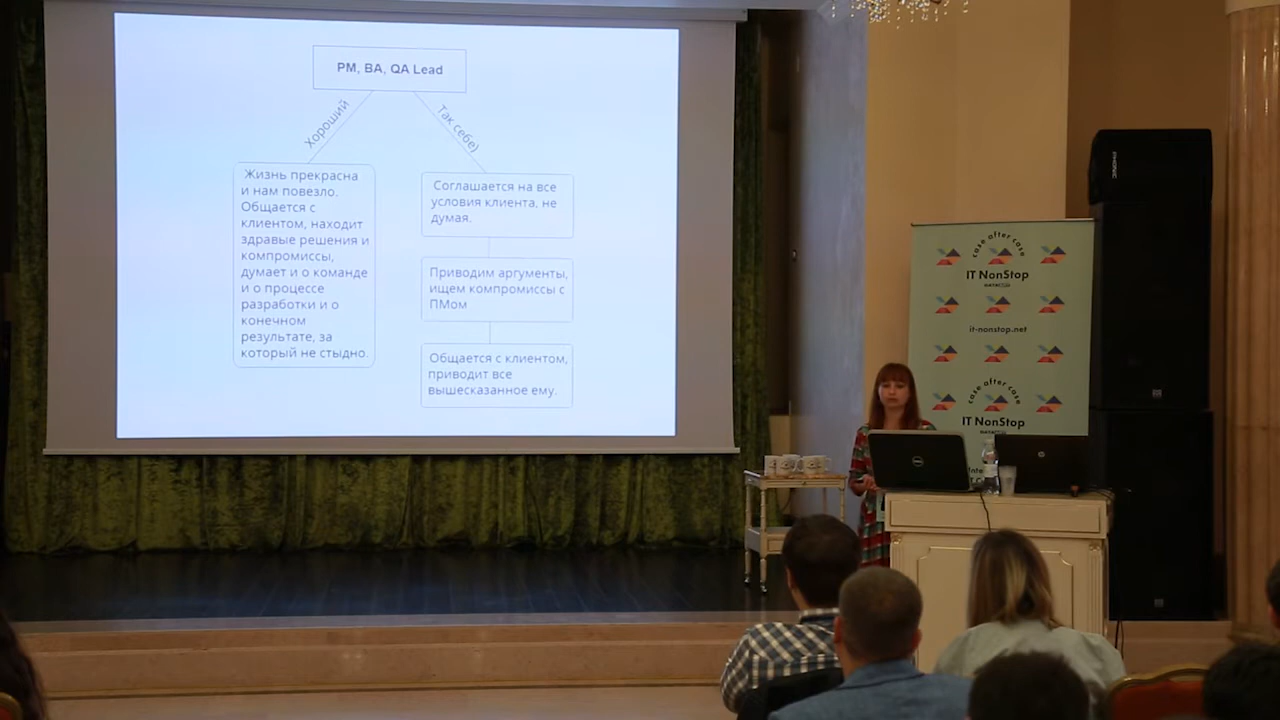 PM, BA, QA Lead
Хороший
Так себе)
Жизнь прекрасна
и нам повезло.
Общается с
клиентом, находит
здравые решения и
компромиссы,
думает и о команде
и о процессе
разработки и о
конечном
результате, за
который не стыдно.
Соглашается на все
условия клиента, не
думая.
Приводим аргументы,
ищем компромиссы с
ПМом
Общается с клиентом,
приводит все
вышесказанное ему.
case after case
IT NonStop
it-nonstop.net
case after case
IT NonStop
DELL